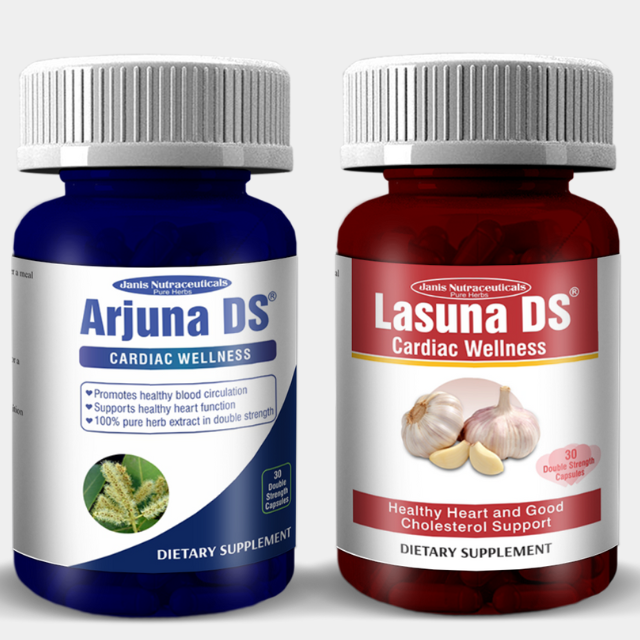 r a meal
Janis Nutraceuticals
Pure Herbs
Arjuna DS®
CARDIAC WELLNESS
♥Promotes healthy blood circulation
♥Supports healthy heart function
♥100% pure herb extract in double strength
30
Double
Strength
Capsules
DIETARY SUPPLEMENT
Janis Nutraceuticals
Pure Herbs
Lasuna DS®
Cardiac Wellness
30
Double Strength
Capsules
Healthy Heart and Good
Cholesterol Support
DIETARY SUPPLEMENT